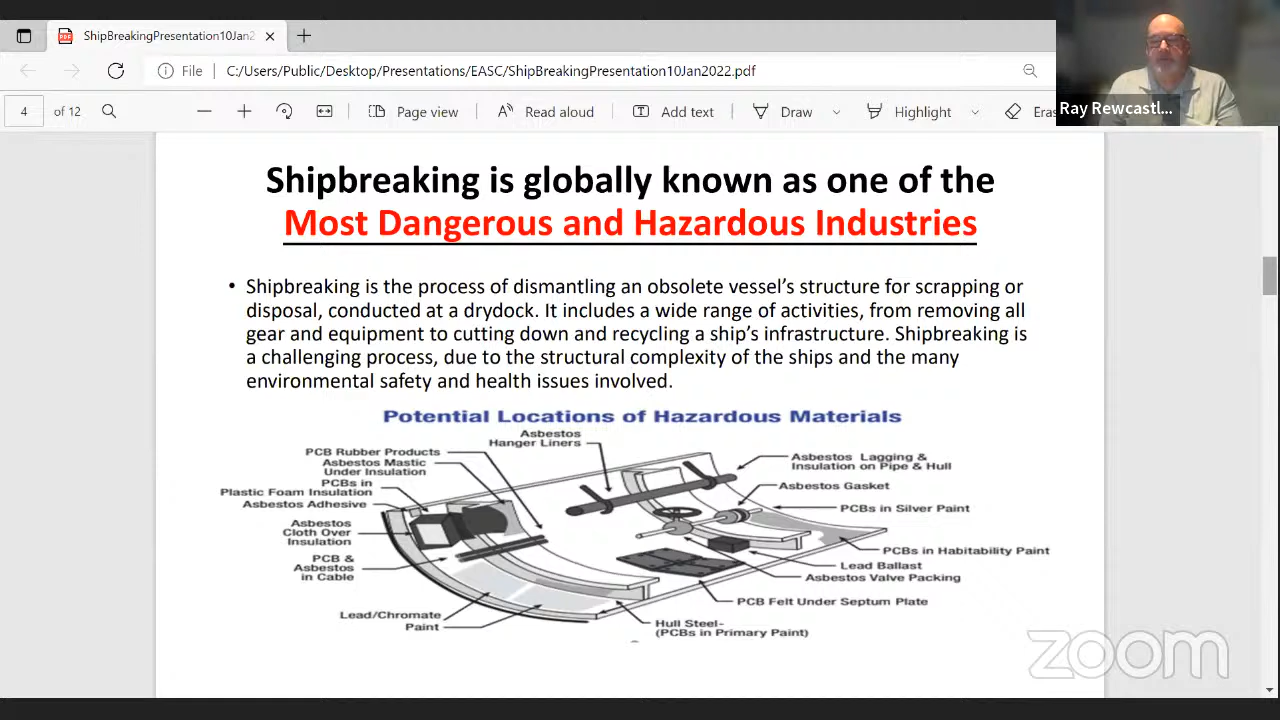 ShipBreakingPresentation10Jan2
File
C:/Users/Public/Desktop/Presentations/EASC/ShipBreakingPresentation10Jan2022.pdf
4 of 12
Page view
Read aloud
Add text
Draw
Highlight
Eras
Ray Rewcastl...
Shipbreaking is globally known as one of the
Most Dangerous and Hazardous Industries
• Shipbreaking is the process of dismantling an obsolete vessel's structure for scrapping or
disposal, conducted at a drydock. It includes a wide range of activities, from removing all
gear and equipment to cutting down and recycling a ship's infrastructure. Shipbreaking is
a challenging process, due to the structural complexity of the ships and the many
environmental safety and health issues involved.
Potential Locations of Hazardous Materials
Asbestos
Hanger Liners
PCB Rubber Products
Asbestos Mastic
Under Insulation
PCBs in
Plastic Foam Insulation
Asbestos Adhesive
Asbestos
Cloth Over
Insulation
PCB &
Asbestos
in Cable
Lead/Chromate
Paint
Asbestos Lagging &
Insulation on Pipe & Hull
Asbestos Gasket
PCBs in Silver Paint
PCBs in Habitability Paint
Lead Ballast
Asbestos Valve Packing
PCB Felt Under Septum Plate
Hull Steel-
(PCBs in Primary Paint)
zoom